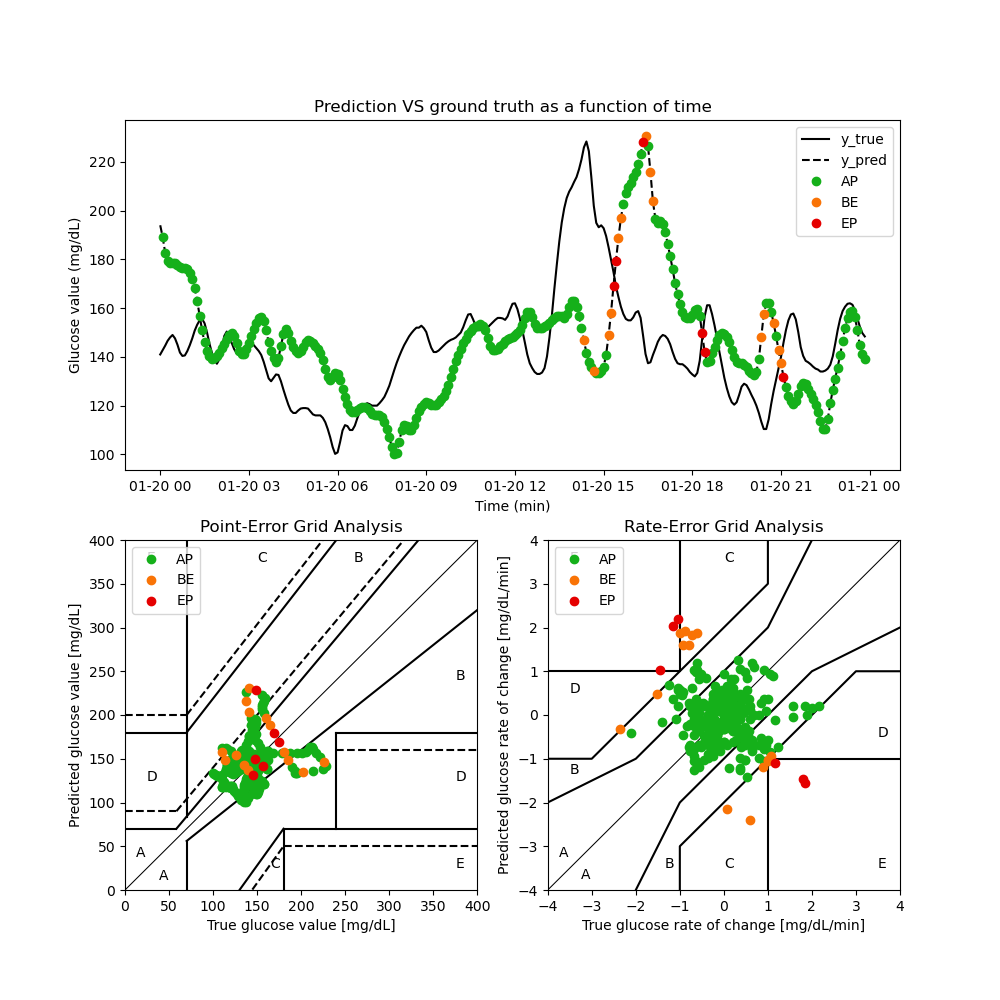 Prediction VS ground truth as a function of time
Glucose value (mg/dL)
220
200
180
160
140
120
100
y_true
y_pred
AP
BE
EP
01-20 00 01-20 03 01-20 06 01-20 09 01-20 12 01-20 15 01-20 18 01-20 21 01-21 00
Time (min)
Point-Error Grid Analysis
Predicted glucose value [mg/dL]
400
350
300
250
200
150
100
50
0
AP
BE
EP
C
B
B
D
D
A
A
C
E
0 50 100 150 200 250 300 350 400
True glucose value [mg/dL]
Rate-Error Grid Analysis
Predicted glucose rate of change [mg/dL/min]
4
3
2
1
0
−1
−2
−3
−4
AP
BE
EP
C
D
D
B
A
A
B
C
E
−4 −3 −2 −1 0 1 2 3 4
True glucose rate of change [mg/dL/min]